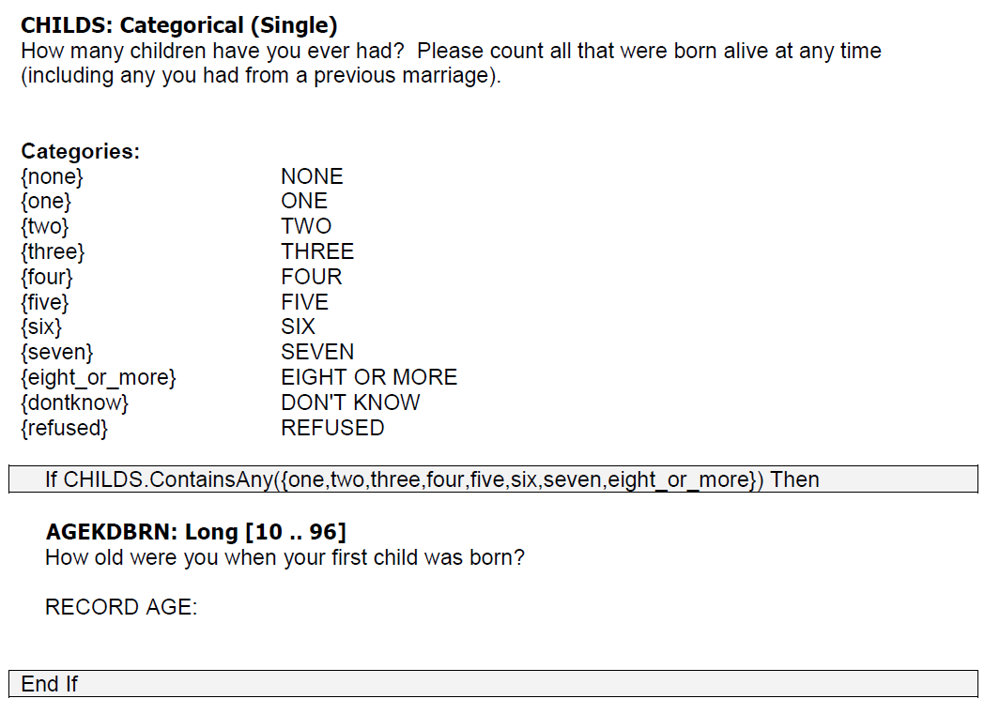 CHILDS: Categorical (Single)
How many children have you ever had?  Please count all that were born alive at any time
(including any you had from a previous marriage).
Categories:
{none} NONE
{one} ONE
{two} TWO
{three} THREE
{four} FOUR
{five} FIVE
{six} SIX
{seven} SEVEN
{eight_or_more} EIGHT OR MORE
{dontknow} DON'T KNOW
{refused} REFUSED
If CHILDS.ContainsAny({one,two,three,four,five,six,seven,eight_or_more}) Then
AGEKDBRN: Long [10 .. 96]
How old were you when your first child was born?
RECORD AGE:
End If